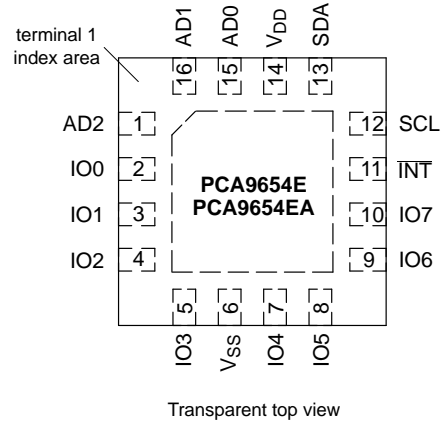 terminal 1
index area
AD1
AD0
VDD
SDA
16
15
14
13
AD2 1
12 SCL
IO0 2
11 INT
IO1 3
10 IO7
IO2 4
9 IO6
PCA9654E
PCA9654EA
5
6
7
8
IO3
VSS
IO4
IO5
Transparent top view